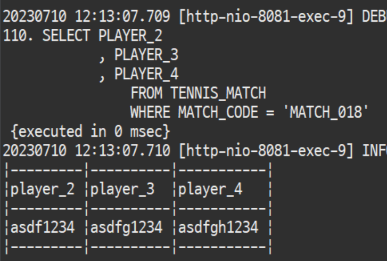 20230710 12:13:07.709 [http-nio-8081-exec-9] DEB
110. SELECT PLAYER_2
, PLAYER_3
, PLAYER_4
FROM TENNIS_MATCH
WHERE MATCH_CODE = 'MATCH_018'
{executed in 0 msec}
20230710 12:13:07.710 [http-nio-8081-exec-9] INFO
|----------|----------|-----------|
|player_2 |player_3 |player_4 |
|----------|----------|-----------|
|asdf1234 |asdfg1234 |asdfgh1234 |
|----------|----------|-----------|